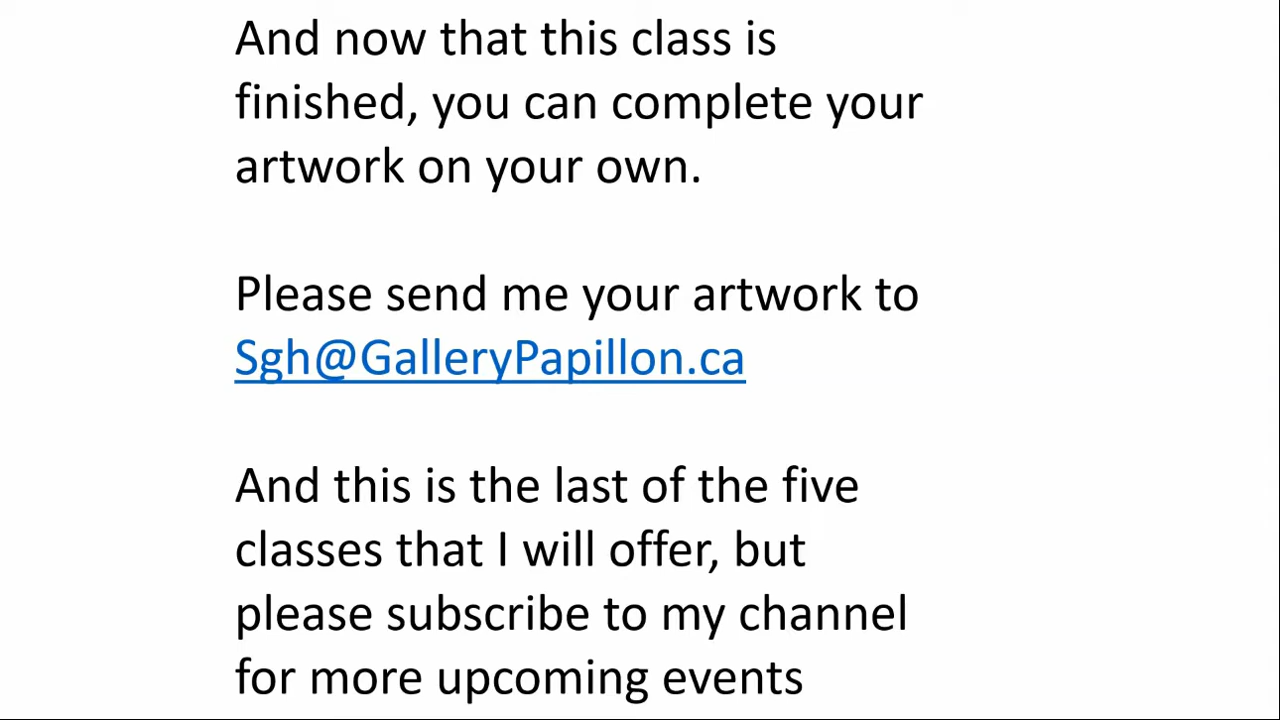 And now that this class is
finished, you can complete your
artwork on your own.
Please send me your artwork to
Sgh@GalleryPapillon.ca
And this is the last of the five
classes that I will offer, but
please subscribe to my channel
for more upcoming events